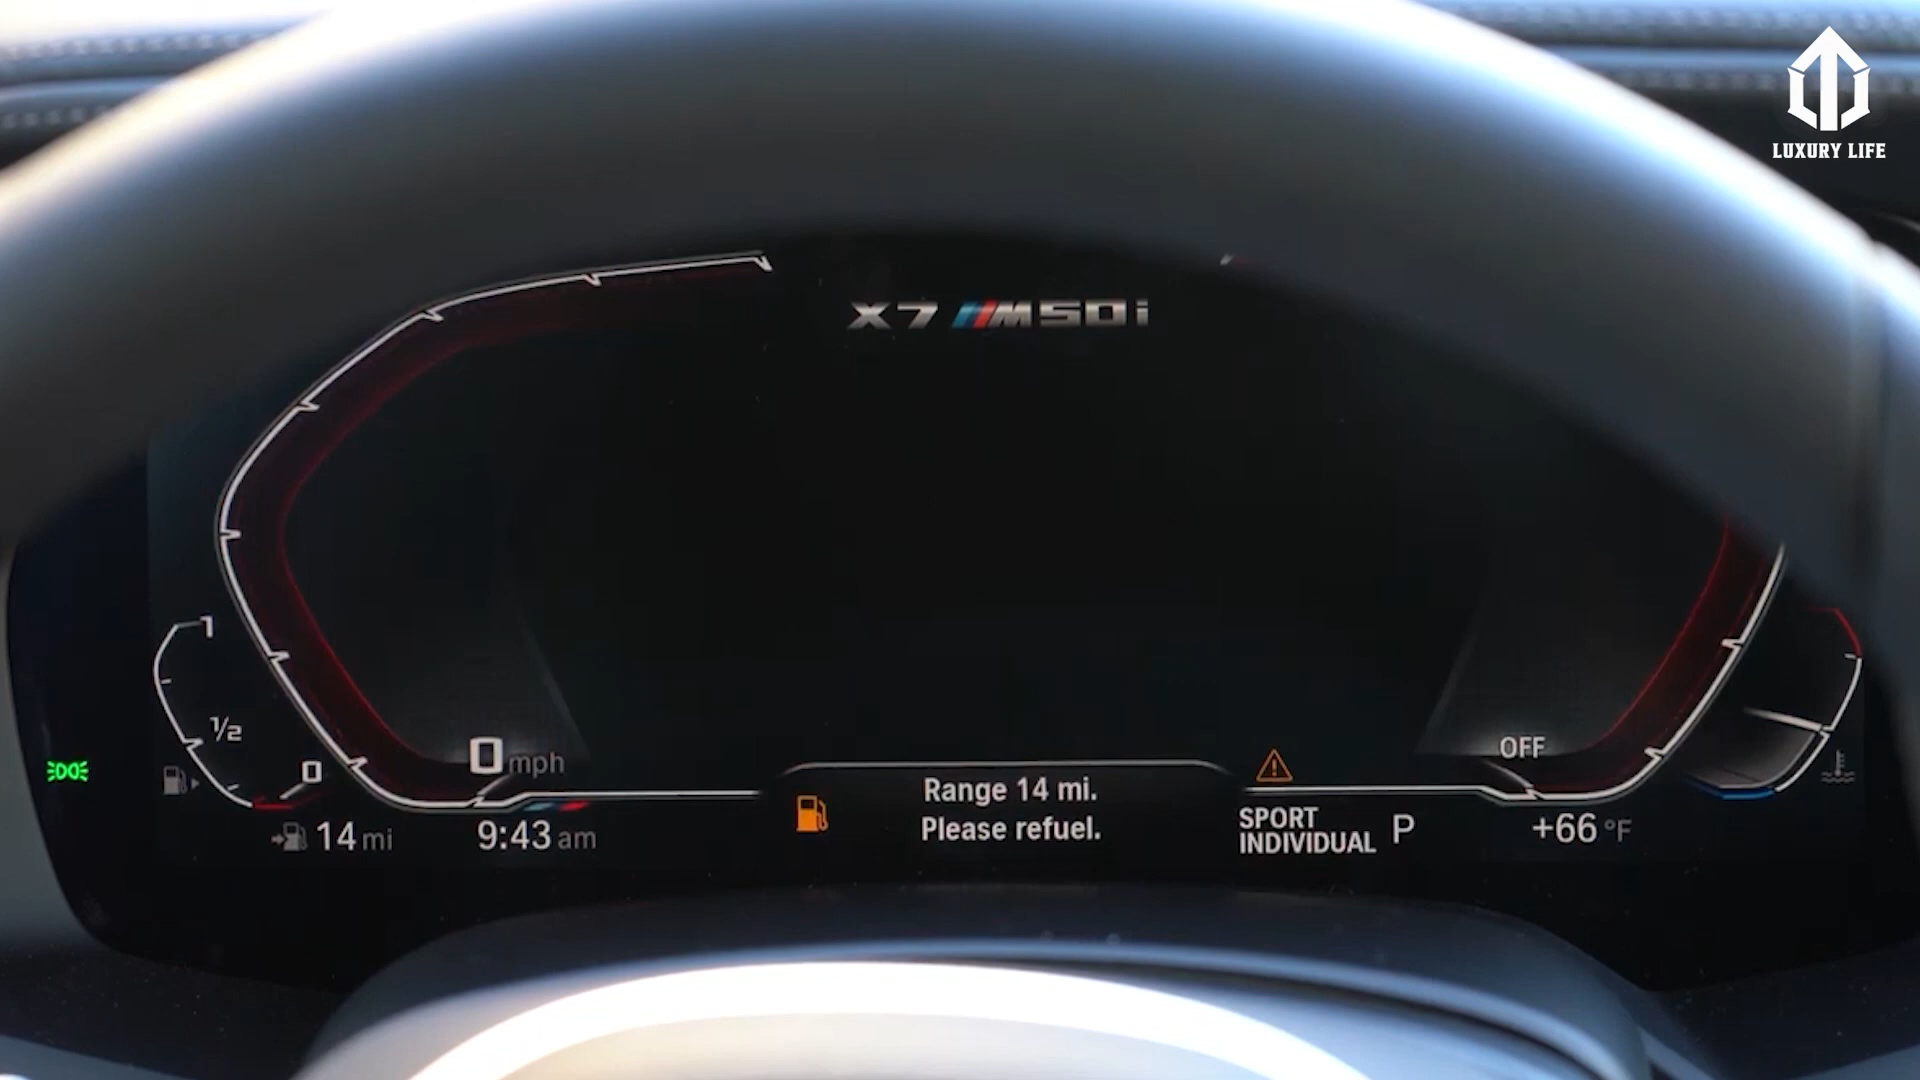 LUXURY LIFE
X7 M50i
1
1/2
0
0 mph
OFF
Range 14 mi.
Please refuel.
14 mi
9:43 am
SPORT
INDIVIDUAL
P
+66 °F